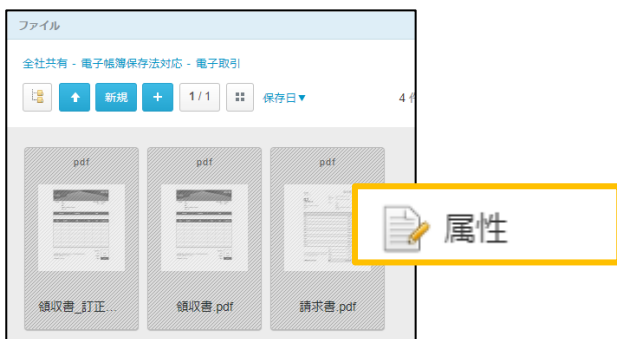 ファイル
全社共有 - 電子帳簿保存法対応 - 電子取引
新規 + 1 / 1 保存日▼ 4 件
pdf pdf pdf
属性
領収書_訂正... 領収書.pdf 請求書.pdf